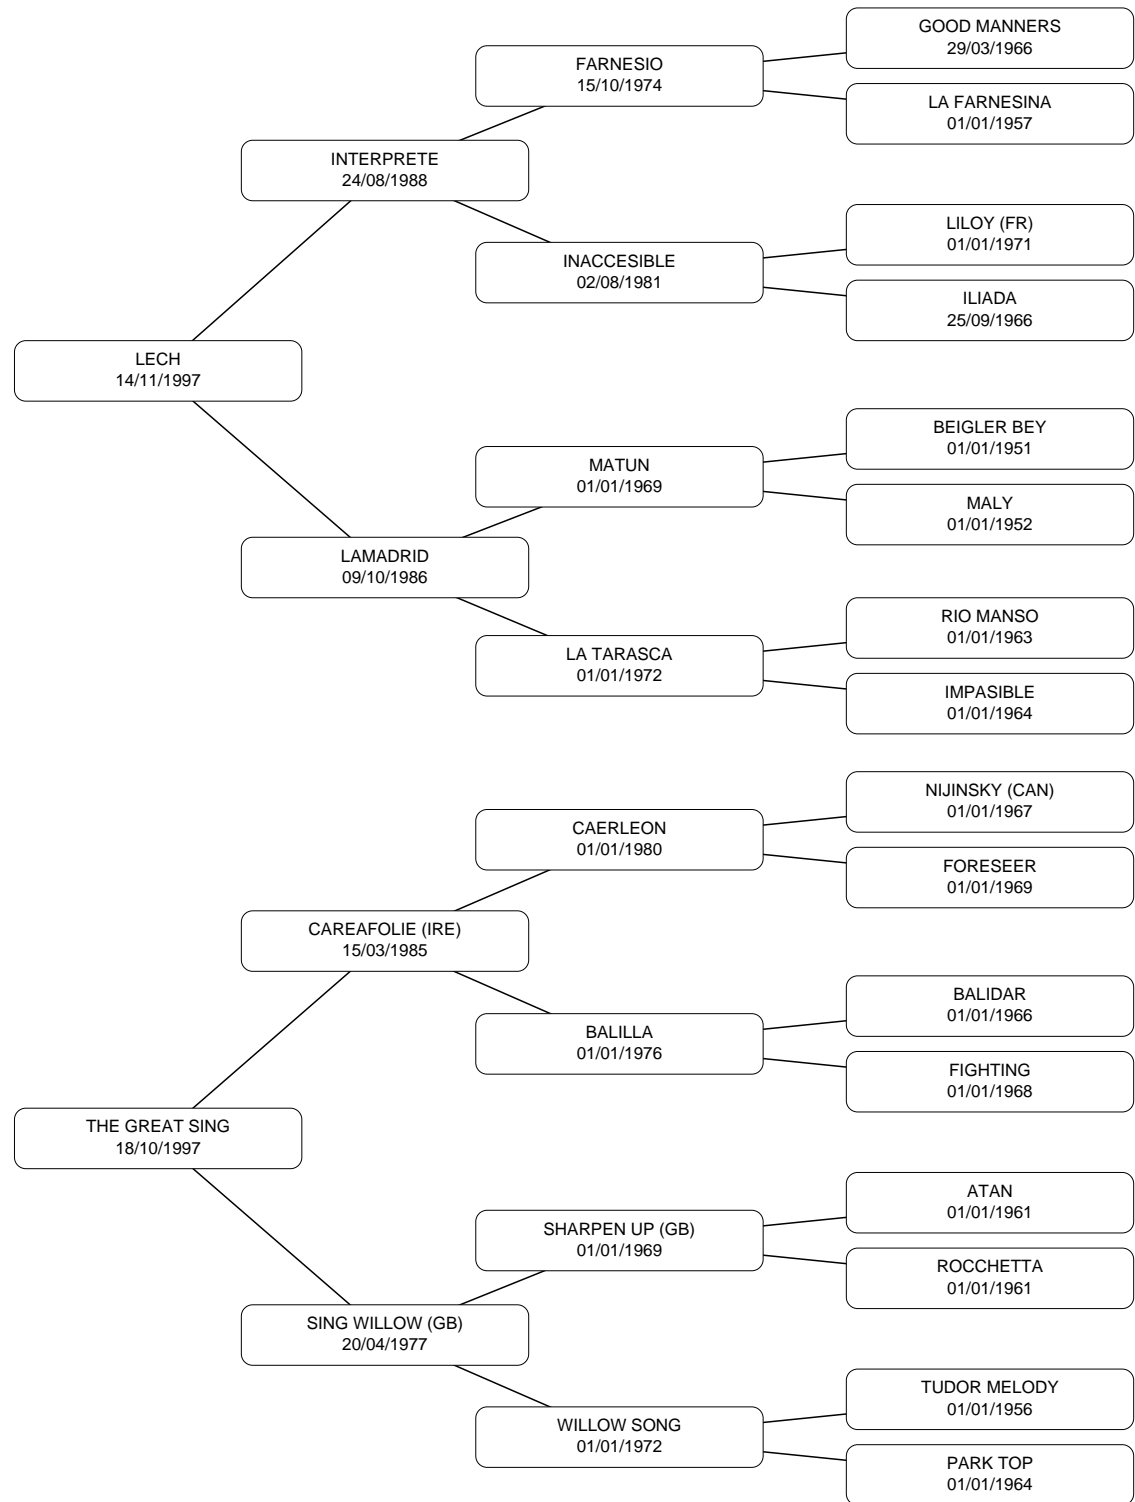 GOOD MANNERS
29/03/1966
FARNESIO
15/10/1974
LA FARNESINA
01/01/1957
INTERPRETE
24/08/1988
LILOY (FR)
01/01/1971
INACCESIBLE
02/08/1981
ILIADA
25/09/1966
LECH
14/11/1997
BEIGLER BEY
01/01/1951
MATUN
01/01/1969
MALY
01/01/1952
LAMADRID
09/10/1986
RIO MANSO
01/01/1963
LA TARASCA
01/01/1972
IMPASIBLE
01/01/1964
NIJINSKY (CAN)
01/01/1967
CAERLEON
01/01/1980
FORESEER
01/01/1969
CAREAFOLIE (IRE)
15/03/1985
BALIDAR
01/01/1966
BALILLA
01/01/1976
FIGHTING
01/01/1968
THE GREAT SING
18/10/1997
ATAN
01/01/1961
SHARPEN UP (GB)
01/01/1969
ROCCHETTA
01/01/1961
SING WILLOW (GB)
20/04/1977
TUDOR MELODY
01/01/1956
WILLOW SONG
01/01/1972
PARK TOP
01/01/1964